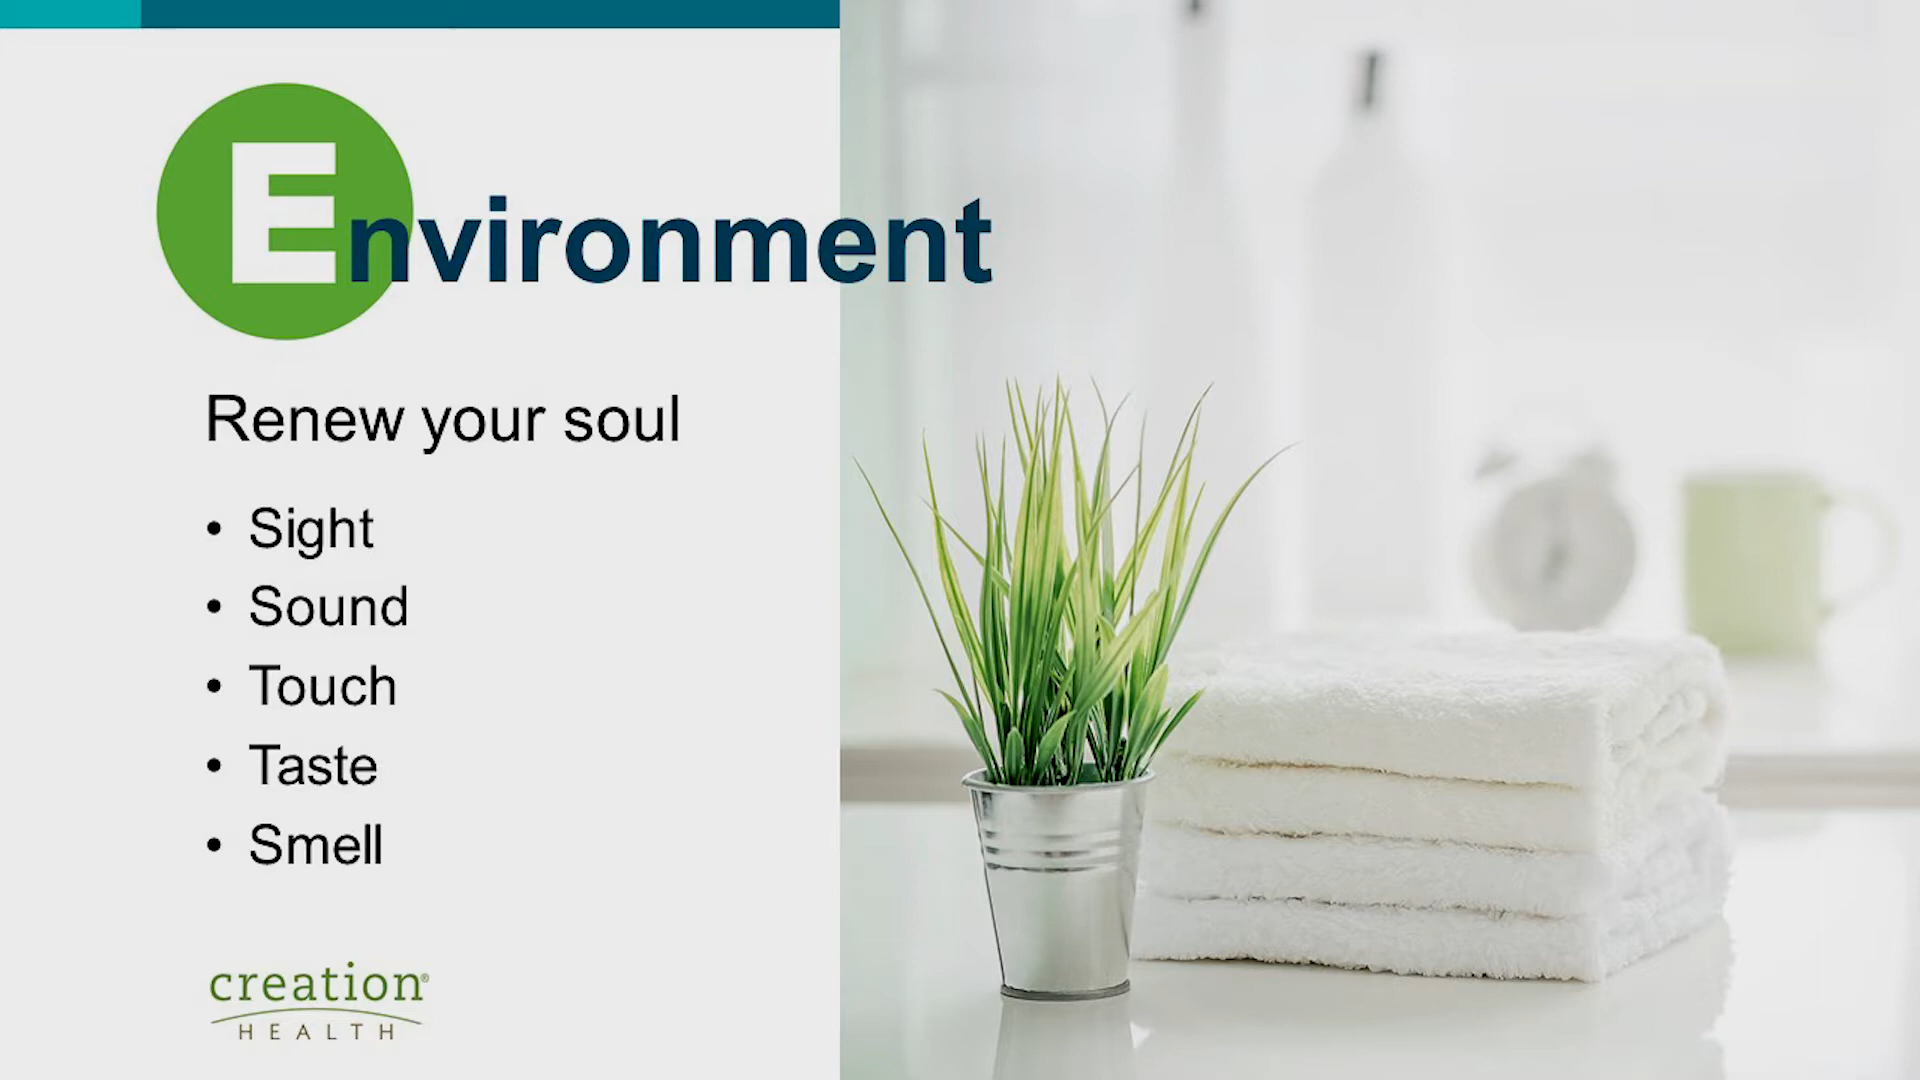 Environment
Renew your soul
• Sight
• Sound
• Touch
• Taste
• Smell
creation®
HEALTH